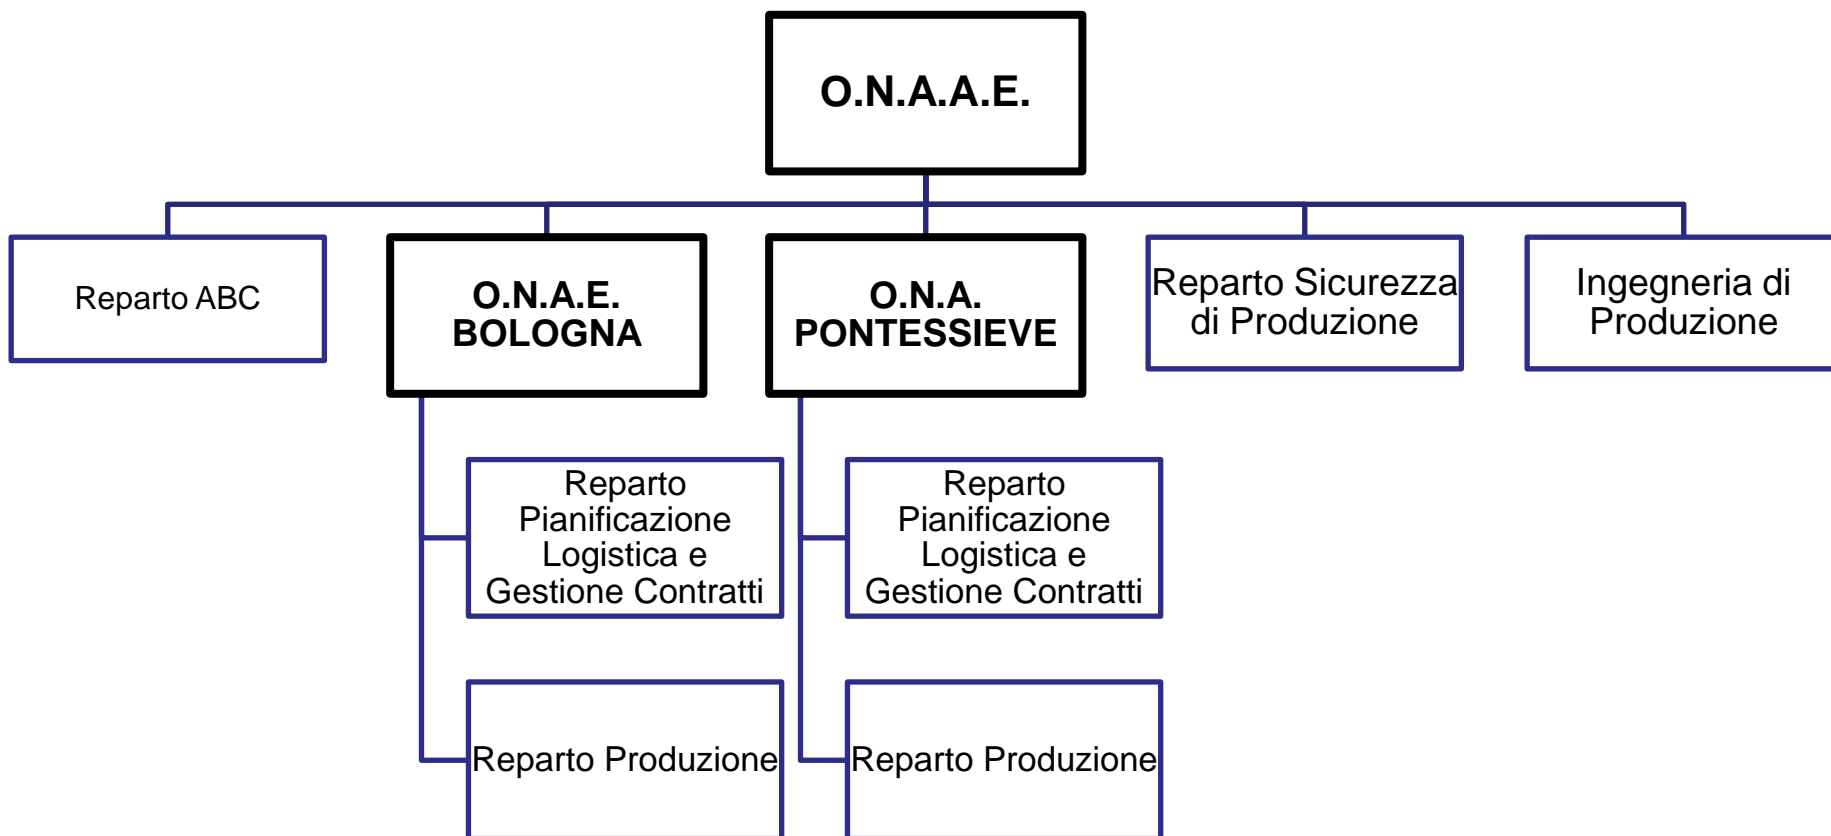 O.N.A.A.E.
Reparto ABC
O.N.A.E.
BOLOGNA
O.N.A.
PONTESSIEVE
Reparto Sicurezza
di Produzione
Ingegneria di
Produzione
Reparto
Pianificazione
Logistica e
Gestione Contratti
Reparto
Pianificazione
Logistica e
Gestione Contratti
Reparto Produzione
Reparto Produzione